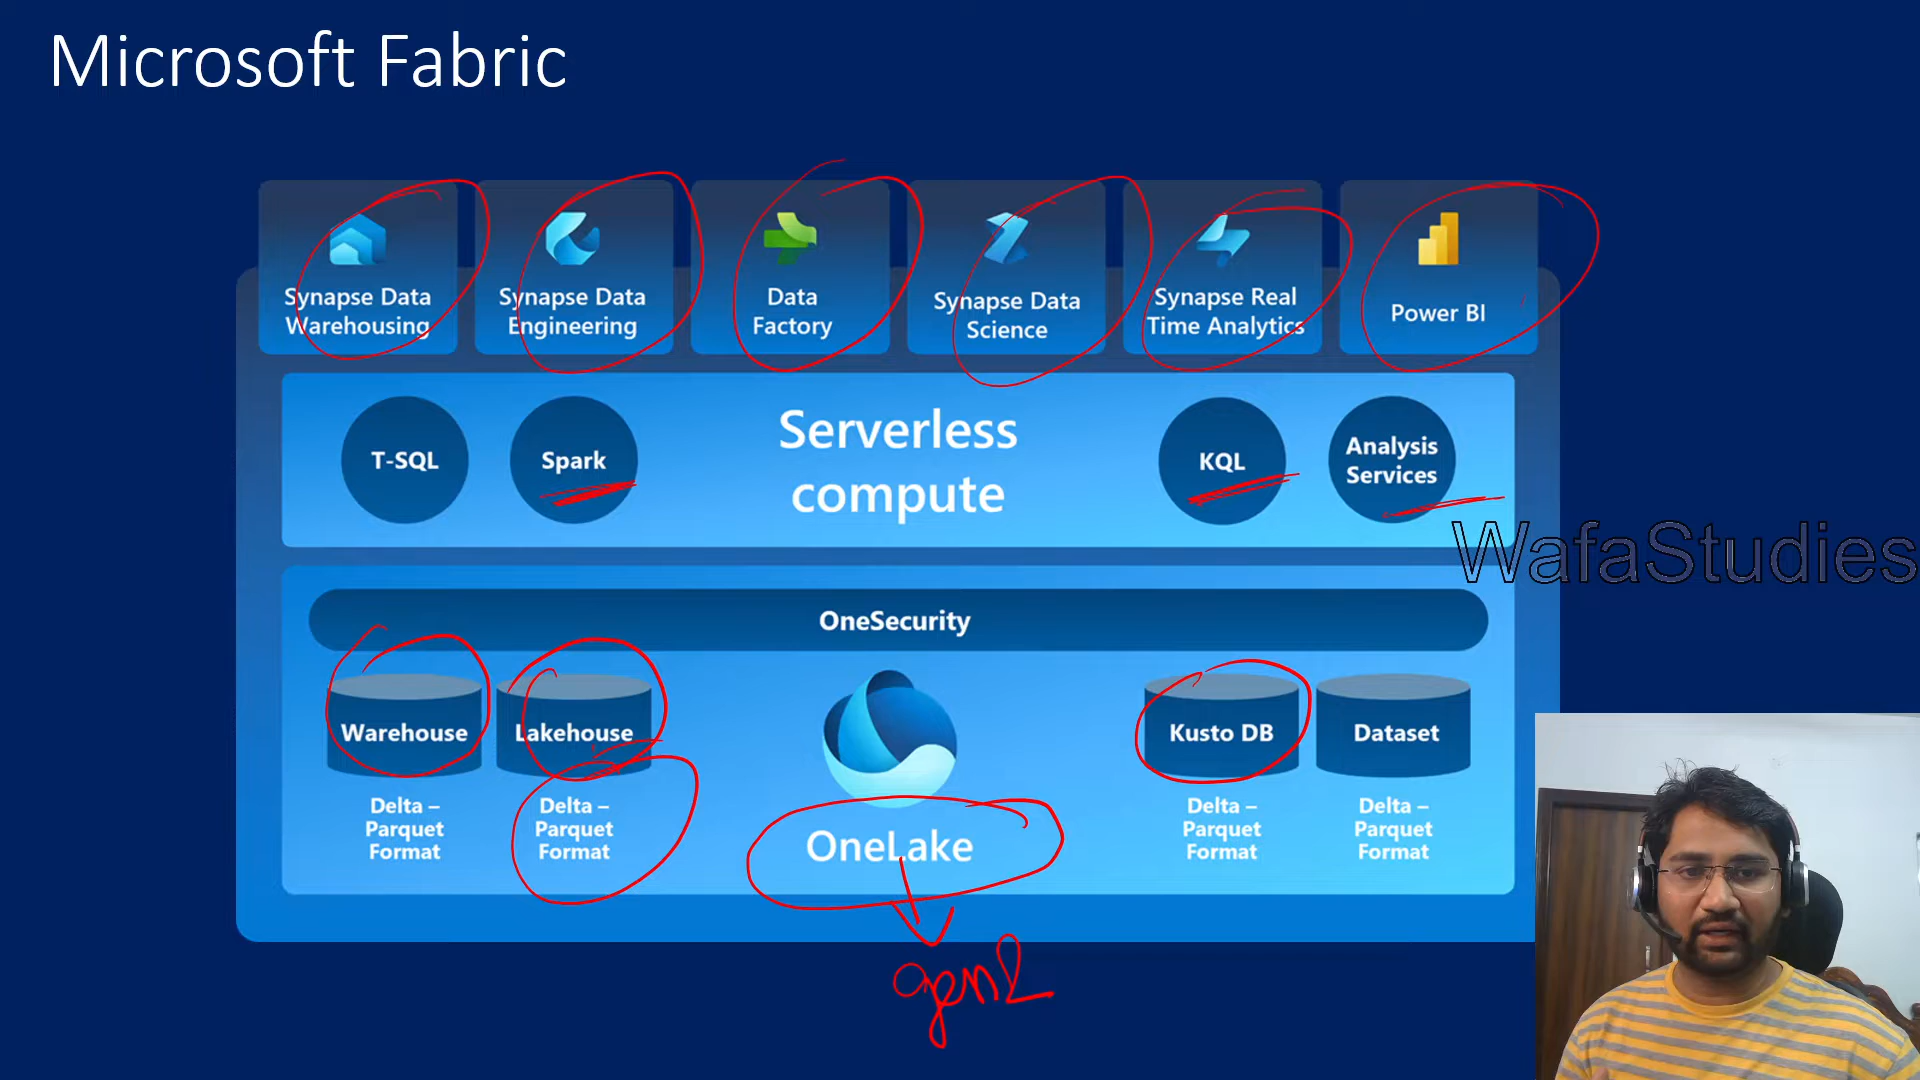 Microsoft Fabric
Synapse Data
Warehousing
Synapse Data
Engineering
Data
Factory
Synapse Data
Science
Synapse Real
Time Analytics
Power BI
T-SQL
Spark
Serverless
compute
KQL
Analysis
Services
WafaStudies
OneSecurity
Warehouse
Lakehouse
Kusto DB
Dataset
Delta –
Parquet
Format
Delta –
Parquet
Format
OneLake
Delta –
Parquet
Format
Delta –
Parquet
Format
gen2